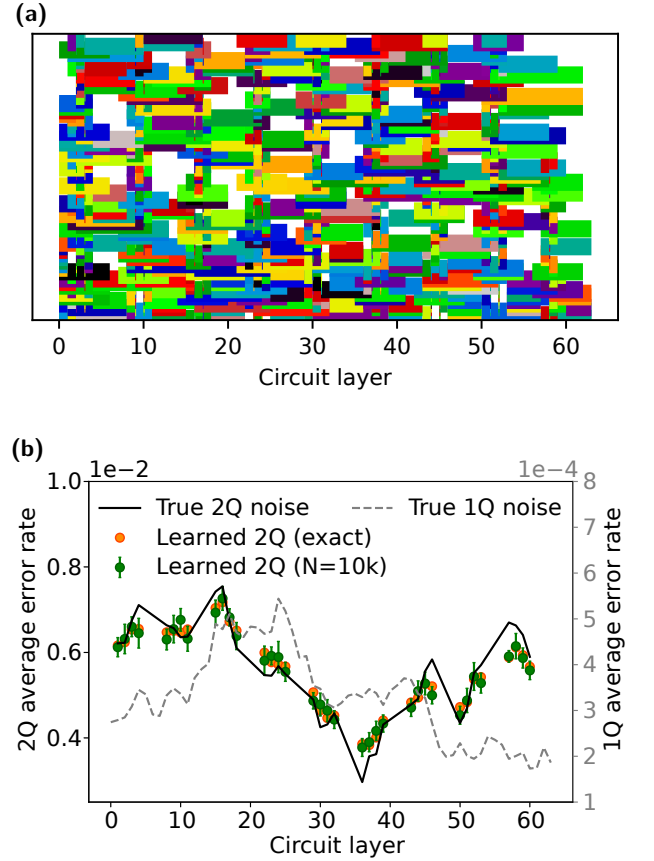 (a)
0 10 20 30 40 50 60
Circuit layer
(b)
1e−2 1e−4
1.0 8
True 2Q noise True 1Q noise
7
Learned 2Q (exact)
0.8 6
Learned 2Q (N=10k)
5
0.6 4
3
0.4 2
1
2Q average error rate
1Q average error rate
0 10 20 30 40 50 60
Circuit layer